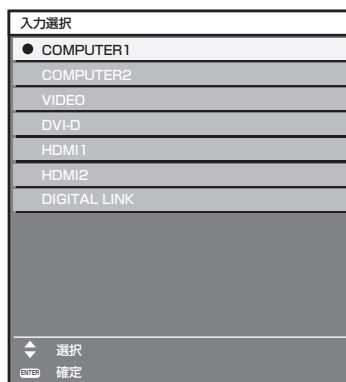 入力選択
● COMPUTER1
COMPUTER2
VIDEO
DVI-D
HDMI1
HDMI2
DIGITAL LINK
選択
ENTER 確定